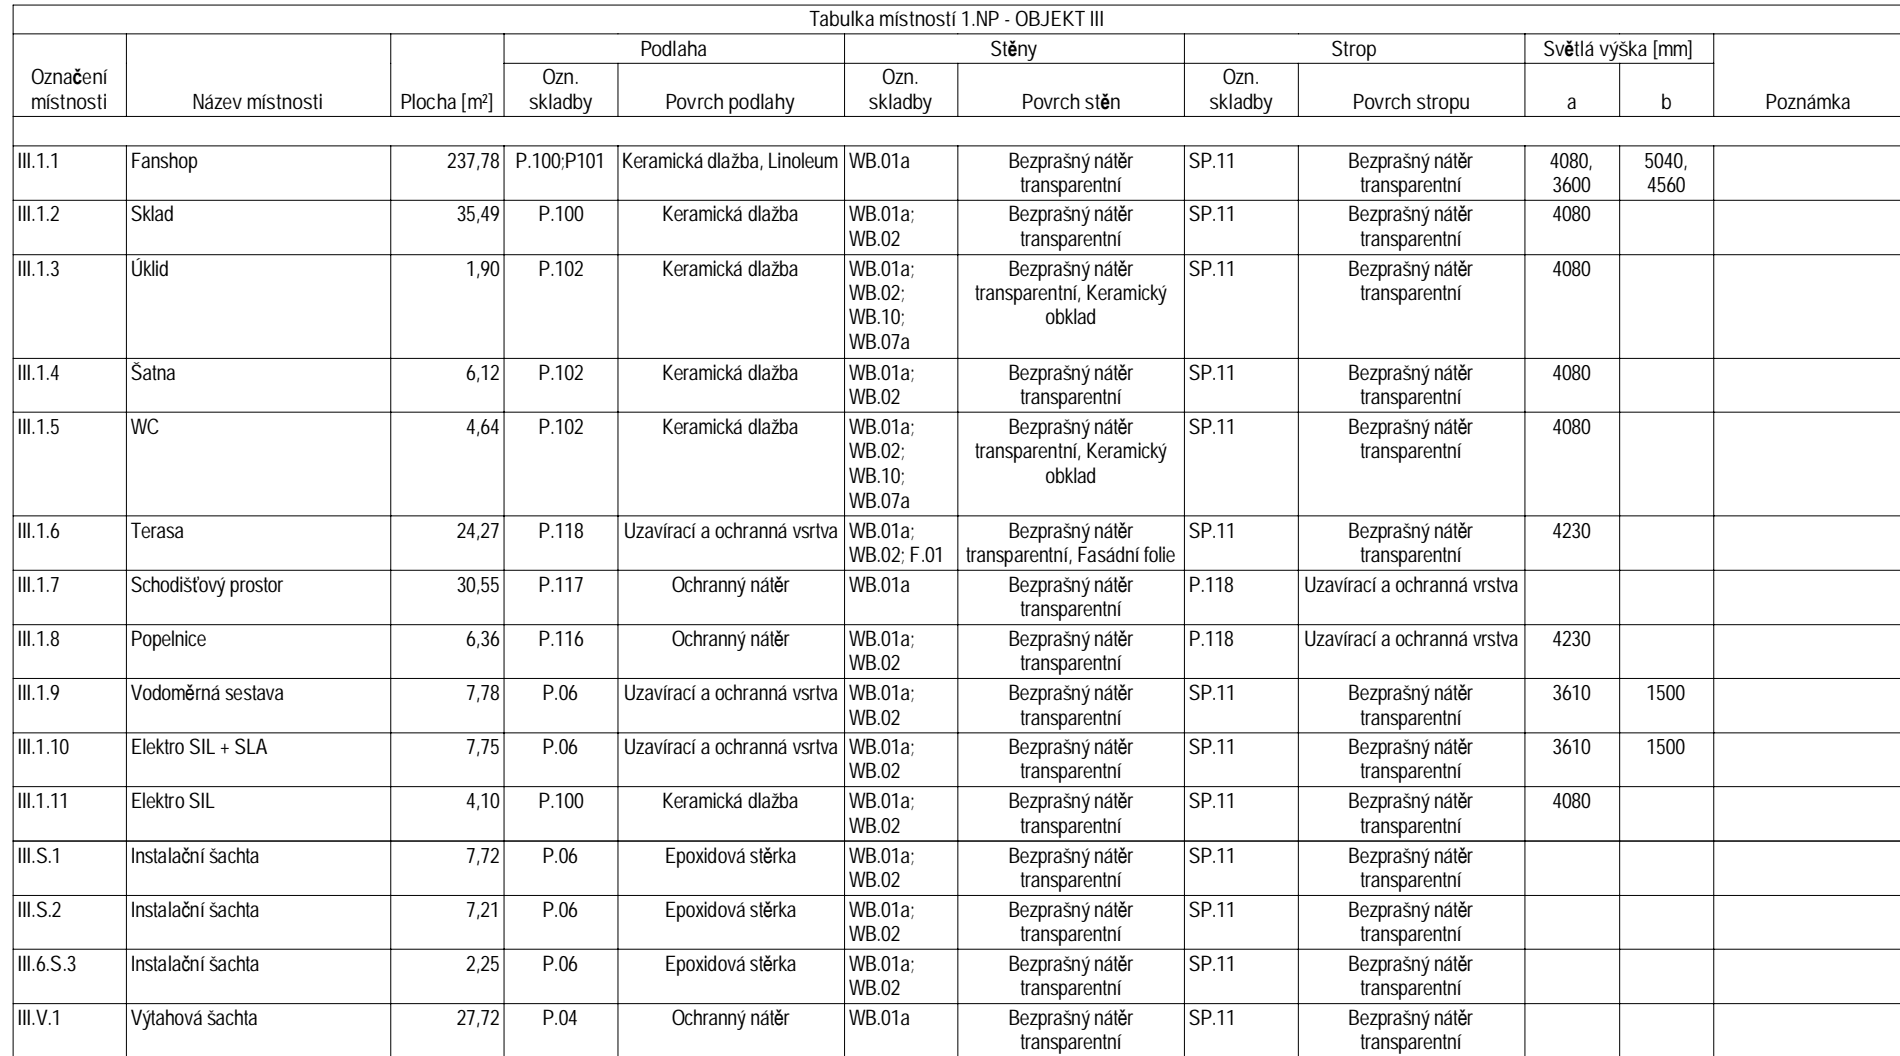 Tabulka místností 1.NP - OBJEKT III
Označení místnosti Název místnosti Plocha [m²] Podlaha Stěny Strop Světlá výška [mm] Poznámka
Ozn. skladby Povrch podlahy Ozn. skladby Povrch stěn Ozn. skladby Povrch stropu a b
III.1.1 Fanshop 237,78 P.100;P101 Keramická dlažba, Linoleum WB.01a Bezprašný nátěr SP.11 Bezprašný nátěr 4080, 5040,
transparentní transparentní 3600 4560
III.1.2 Sklad 35,49 P.100 Keramická dlažba WB.01a; Bezprašný nátěr SP.11 Bezprašný nátěr 4080
WB.02 transparentní transparentní
III.1.3 Úklid 1,90 P.102 Keramická dlažba WB.01a; Bezprašný nátěr SP.11 Bezprašný nátěr 4080
WB.02; transparentní, Keramický transparentní
WB.10; obklad
WB.07a
III.1.4 Šatna 6,12 P.102 Keramická dlažba WB.01a; Bezprašný nátěr SP.11 Bezprašný nátěr 4080
WB.02 transparentní transparentní
III.1.5 WC 4,64 P.102 Keramická dlažba WB.01a; Bezprašný nátěr SP.11 Bezprašný nátěr 4080
WB.02; transparentní, Keramický transparentní
WB.10; obklad
WB.07a
III.1.6 Terasa 24,27 P.118 Uzavírací a ochranná vsrtva WB.01a; Bezprašný nátěr SP.11 Bezprašný nátěr 4230
WB.02; F.01 transparentní, Fasádní folie transparentní
III.1.7 Schodišťový prostor 30,55 P.117 Ochranný nátěr WB.01a Bezprašný nátěr P.118 Uzavírací a ochranná vrstva
transparentní
III.1.8 Popelnice 6,36 P.116 Ochranný nátěr WB.01a; Bezprašný nátěr P.118 Uzavírací a ochranná vrstva 4230
WB.02 transparentní
III.1.9 Vodoměrná sestava 7,78 P.06 Uzavírací a ochranná vsrtva WB.01a; Bezprašný nátěr SP.11 Bezprašný nátěr 3610 1500
WB.02 transparentní transparentní
III.1.10 Elektro SIL + SLA 7,75 P.06 Uzavírací a ochranná vsrtva WB.01a; Bezprašný nátěr SP.11 Bezprašný nátěr 3610 1500
WB.02 transparentní transparentní
III.1.11 Elektro SIL 4,10 P.100 Keramická dlažba WB.01a; Bezprašný nátěr SP.11 Bezprašný nátěr 4080
WB.02 transparentní transparentní
III.S.1 Instalační šachta 7,72 P.06 Epoxidová stěrka WB.01a; Bezprašný nátěr SP.11 Bezprašný nátěr
WB.02 transparentní transparentní
III.S.2 Instalační šachta 7,21 P.06 Epoxidová stěrka WB.01a; Bezprašný nátěr SP.11 Bezprašný nátěr
WB.02 transparentní transparentní
III.6.S.3 Instalační šachta 2,25 P.06 Epoxidová stěrka WB.01a; Bezprašný nátěr SP.11 Bezprašný nátěr
WB.02 transparentní transparentní
III.V.1 Výtahová šachta 27,72 P.04 Ochranný nátěr WB.01a Bezprašný nátěr SP.11 Bezprašný nátěr
transparentní transparentní